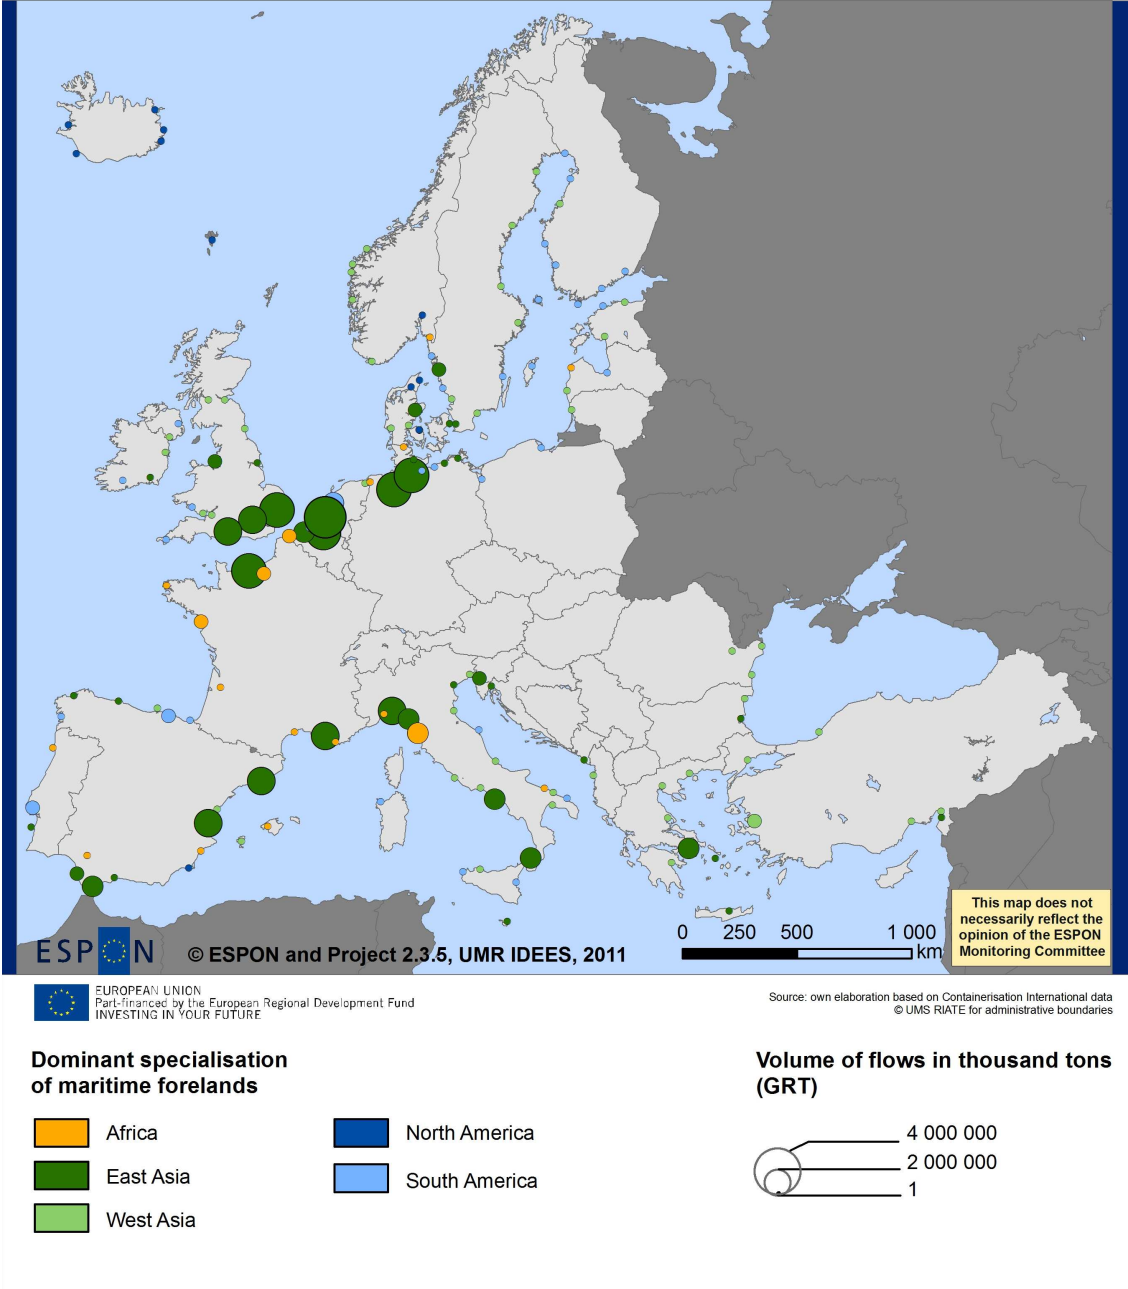 This map does not
necessarily reflect the
opinion of the ESPON
Monitoring Committee
0 250 500 1 000
km
ESPON
© ESPON and Project 2.3.5, UMR IDEES, 2011
EUROPEAN UNION
Part-financed by the European Regional Development Fund
INVESTING IN YOUR FUTURE
Source: own elaboration based on Containerisation International data
© UMS RIATE for administrative boundaries
Dominant specialisation
of maritime forelands
Africa
East Asia
West Asia
North America
South America
Volume of flows in thousand tons
(GRT)
4 000 000
2 000 000
1